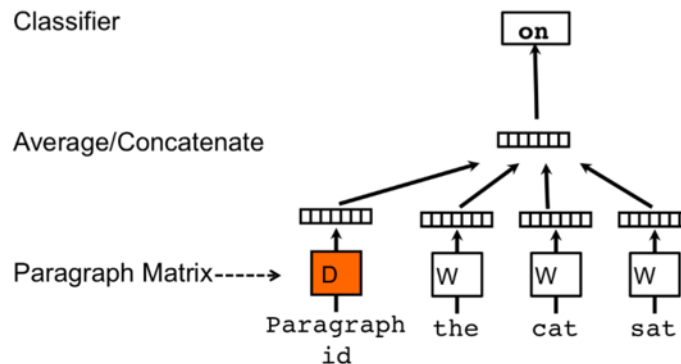 Classifier
on
Average/Concatenate
Paragraph Matrix
D
W
W
W
Paragraph
id
the
cat
sat